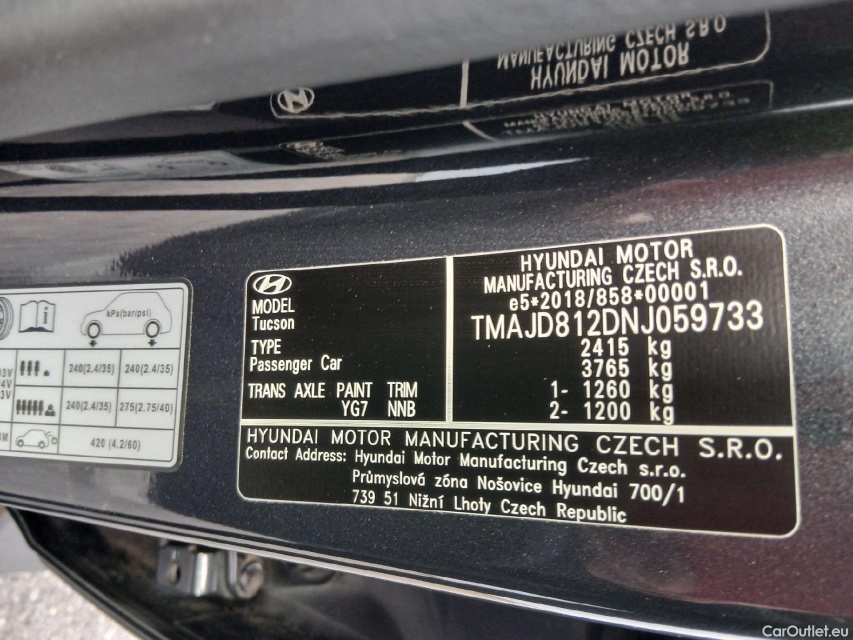 MANUFACTURING CZECH S.R.O
HYUNDAI MOTOR
kPa(bar/psi)
240(2.4/35) 240(2.4/35)
240(2.4/35) 275(2.75/40)
420 (4.2/60)
MODEL
Tucson
TYPE
Passenger Car
TRANS AXLE PAINT TRIM
YG7 NNB
HYUNDAI MOTOR
MANUFACTURING CZECH S.R.O.
e5*2018/858*00001
TMAJD812DNJ059733
2415 kg
3765 kg
1- 1260 kg
2- 1200 kg
HYUNDAI MOTOR MANUFACTURING CZECH S.R.O.
Contact Address: Hyundai Motor Manufacturing Czech s.r.o.
Průmyslová zóna Nošovice Hyundai 700/1
739 51 Nižní Lhoty Czech Republic
CarOutlet.eu